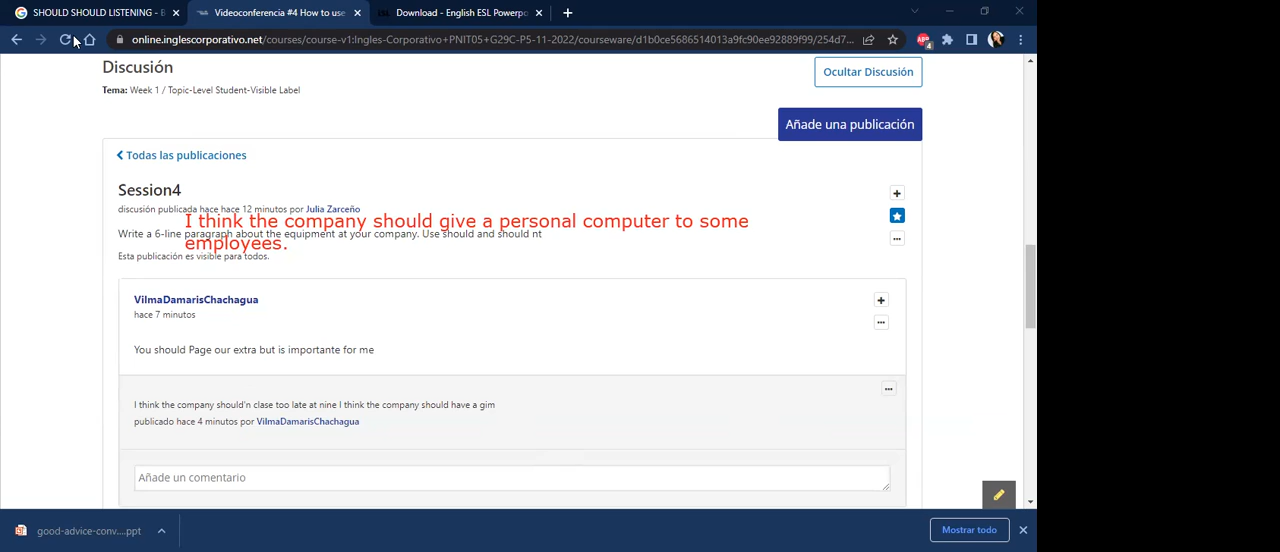 SHOULD SHOULD LISTENING - B
Videoconferencia #4 How to use
Download - English ESL Powerpo
online.inglescorporativo.net/courses/course-v1:Ingles-Corporativo+PNIT05+G29C-P5-11-2022/courseware/d1b0ce5686514013a9fc90ee92889f99/254d7...
4
Discusión
Ocultar Discusión
Tema: Week 1 / Topic-Level Student-Visible Label
Añade una publicación
Todas las publicaciones
Session4
discusión publicada hace hace 12 minutos por Julia Zarceño
I think the company should give a personal computer to some
Write a 6-line paragraph about the equipment at your company. Use should and should nt
employees.
Esta publicación es visible para todos.
VilmaDamarisChachagua
hace 7 minutos
You should Page our extra but is importante for me
I think the company should'n clase too late at nine I think the company should have a gim
publicado hace 4 minutos por VilmaDamarisChachagua
Añade un comentario
good-advice-conv....ppt
Mostrar todo